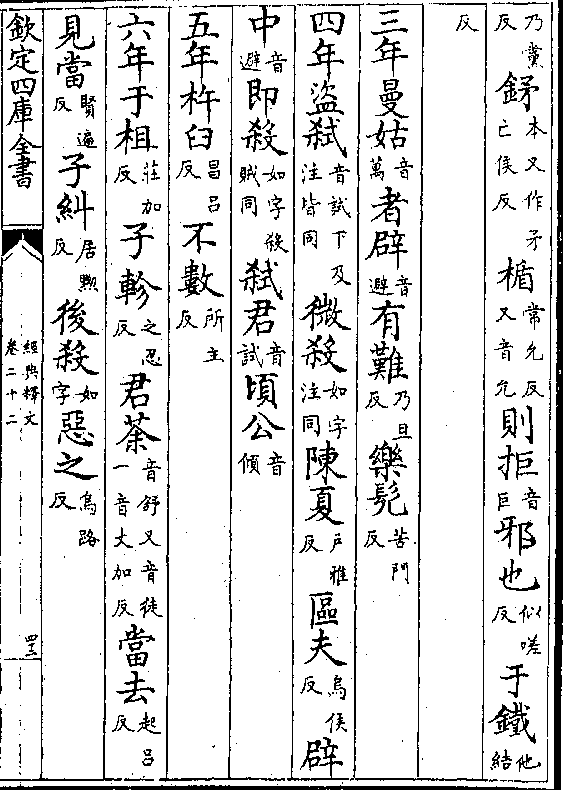 乃黨反銾本又作矛亡侯反楯常允反又音允則拒音巨邪也似嗟反于鐵他結
反
三年曼姑音萬者辟音避有難乃旦反樂髡苦門反
四年盜弑音試下及注皆同微殺如字注同陳夏戶雅反區夫烏侯反辟
中音避即殺如字後賊同弑君音試頃公音傾
五年杵臼昌呂反不數所主反
六年于柤莊加反子軫之忍反君荼音舒又音徒一音丈加反當去起呂反
見當賢遍反子糾居黝反後殺如字惡之烏路反
欽定四庫全書
經典釋文
卷二十二
四三